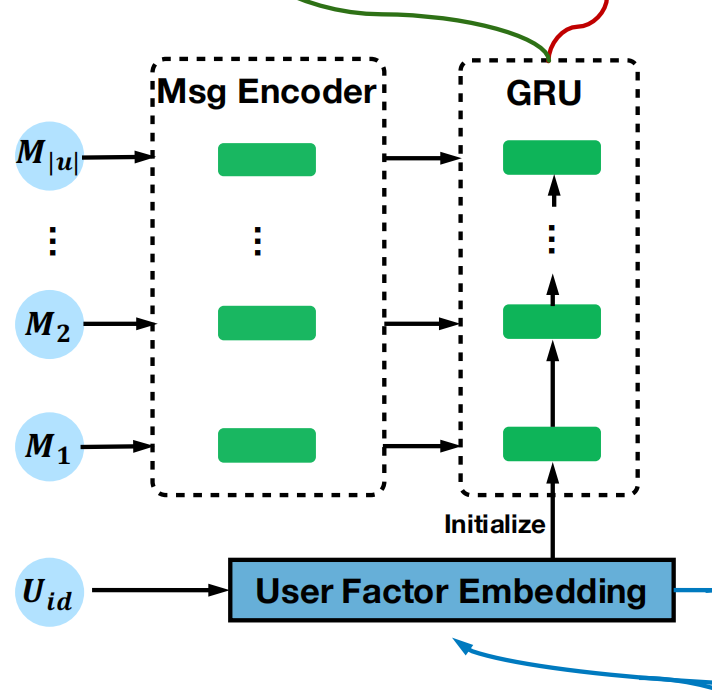 Msg Encoder
GRU
M|u|
⋮ ⋮ ⋮
M2
M1
Initialize
Uid
User Factor Embedding